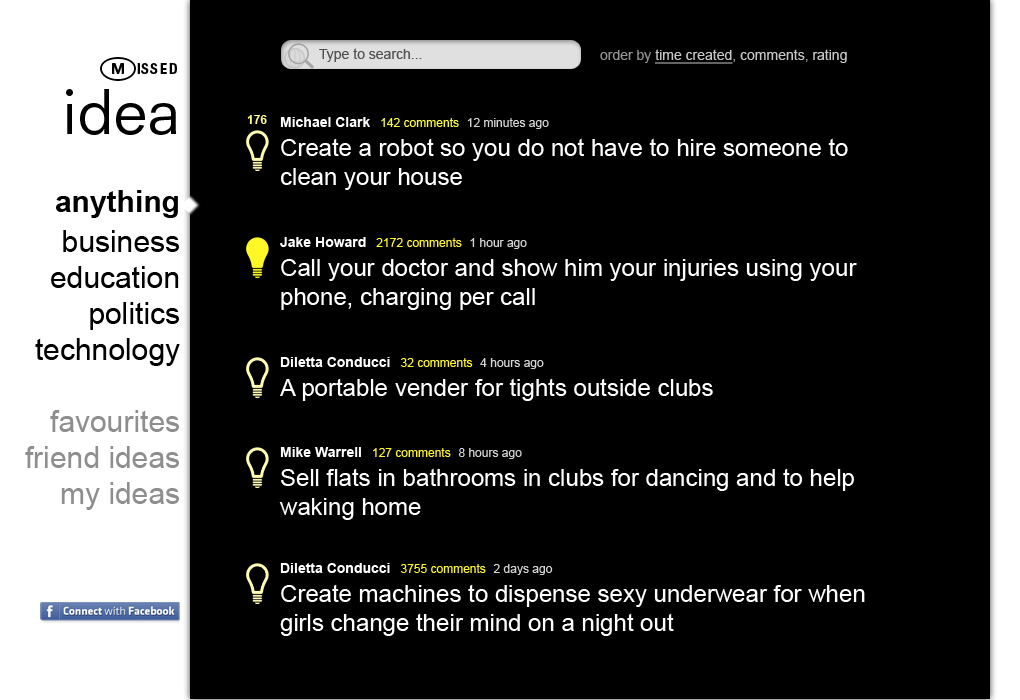 MISSED
idea
anything
business
education
politics
technology
favourites
friend ideas
my ideas
f Connect with Facebook
Type to search...
order by time created, comments, rating
176
Michael Clark 142 comments 12 minutes ago
Create a robot so you do not have to hire someone to
clean your house
Jake Howard 2172 comments 1 hour ago
Call your doctor and show him your injuries using your
phone, charging per call
Diletta Conducci 32 comments 4 hours ago
A portable vender for tights outside clubs
Mike Warrell 127 comments 8 hours ago
Sell flats in bathrooms in clubs for dancing and to help
waking home
Diletta Conducci 3755 comments 2 days ago
Create machines to dispense sexy underwear for when
girls change their mind on a night out